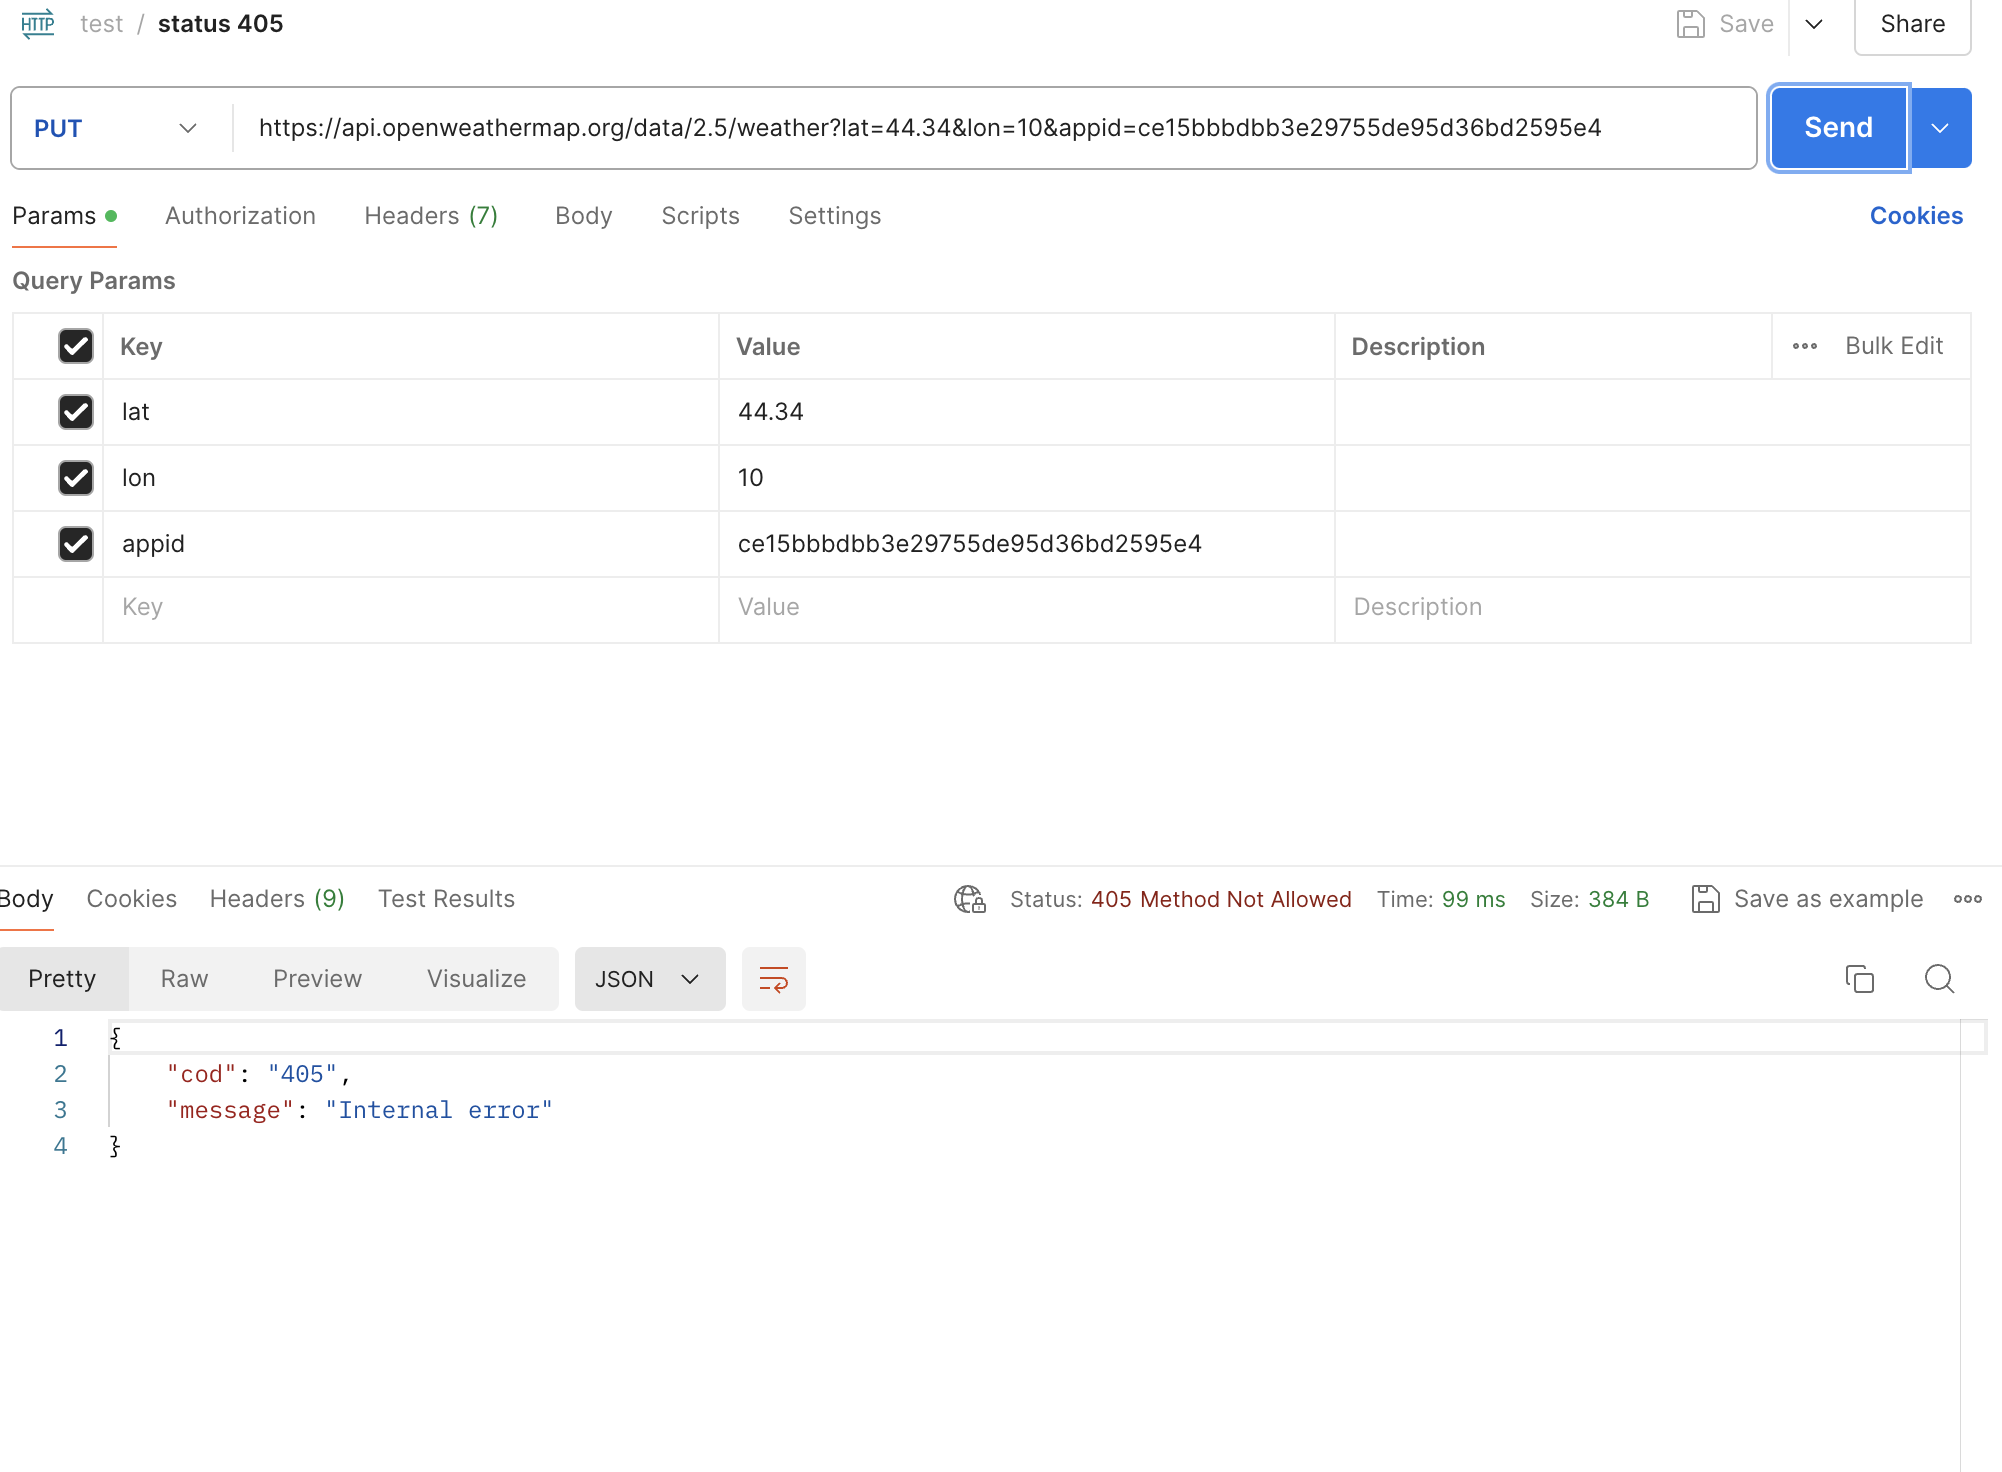 HTTP test / status 405 Save Share
PUT https://api.openweathermap.org/data/2.5/weather?lat=44.34&lon=10&appid=ce15bbbdbb3e29755de95d36bd2595e4 Send
Params Authorization Headers (7) Body Scripts Settings Cookies
Query Params
Key Value Description Bulk Edit
lat 44.34
lon 10
appid ce15bbbdbb3e29755de95d36bd2595e4
Key Value Description
Body Cookies Headers (9) Test Results Status: 405 Method Not Allowed Time: 99 ms Size: 384 B Save as example
Pretty Raw Preview Visualize JSON
1 {
2 "cod": "405",
3 "message": "Internal error"
4 }